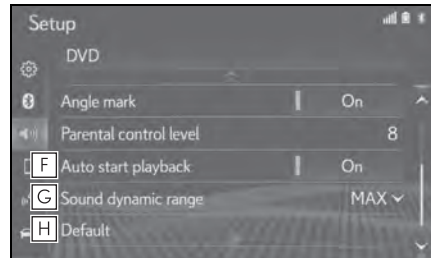 Setup
DVD
Angle mark On
Parental control level 8
F Auto start playback On
G Sound dynamic range MAX
H Default